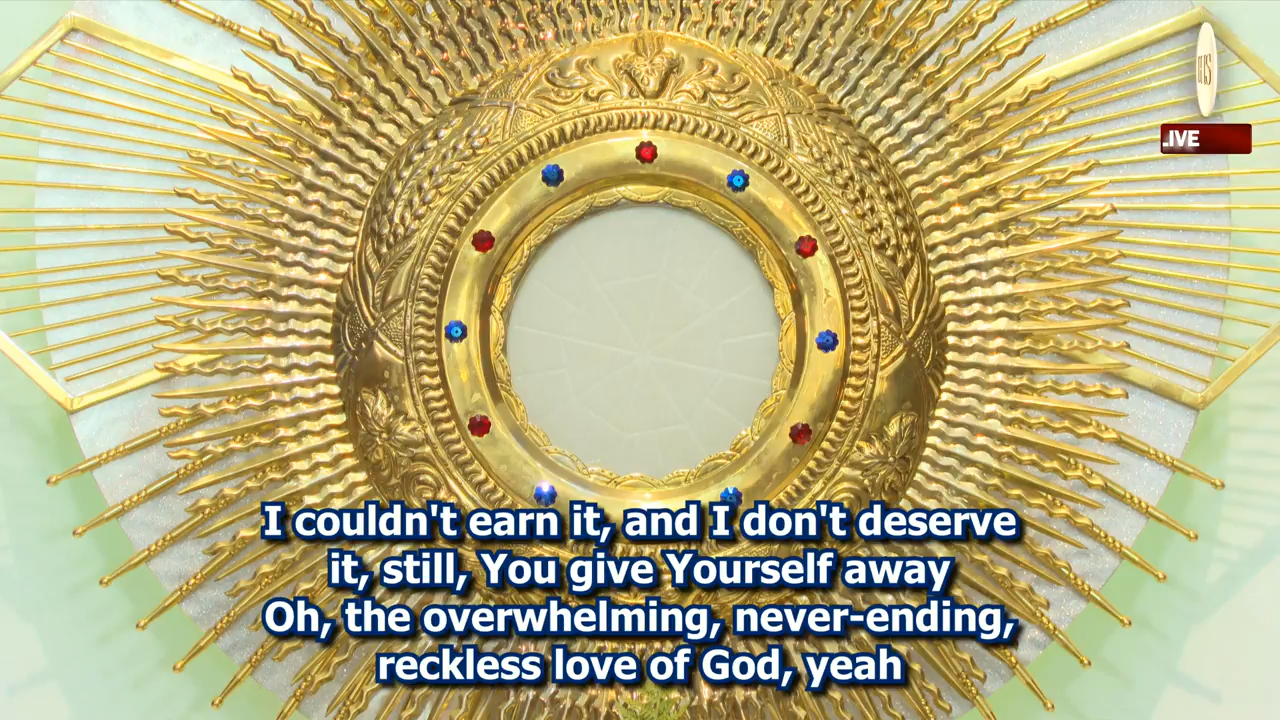 .IVE
I couldn't earn it, and I don't deserve
it, still, You give Yourself away
Oh, the overwhelming, never-ending,
reckless love of God, yeah